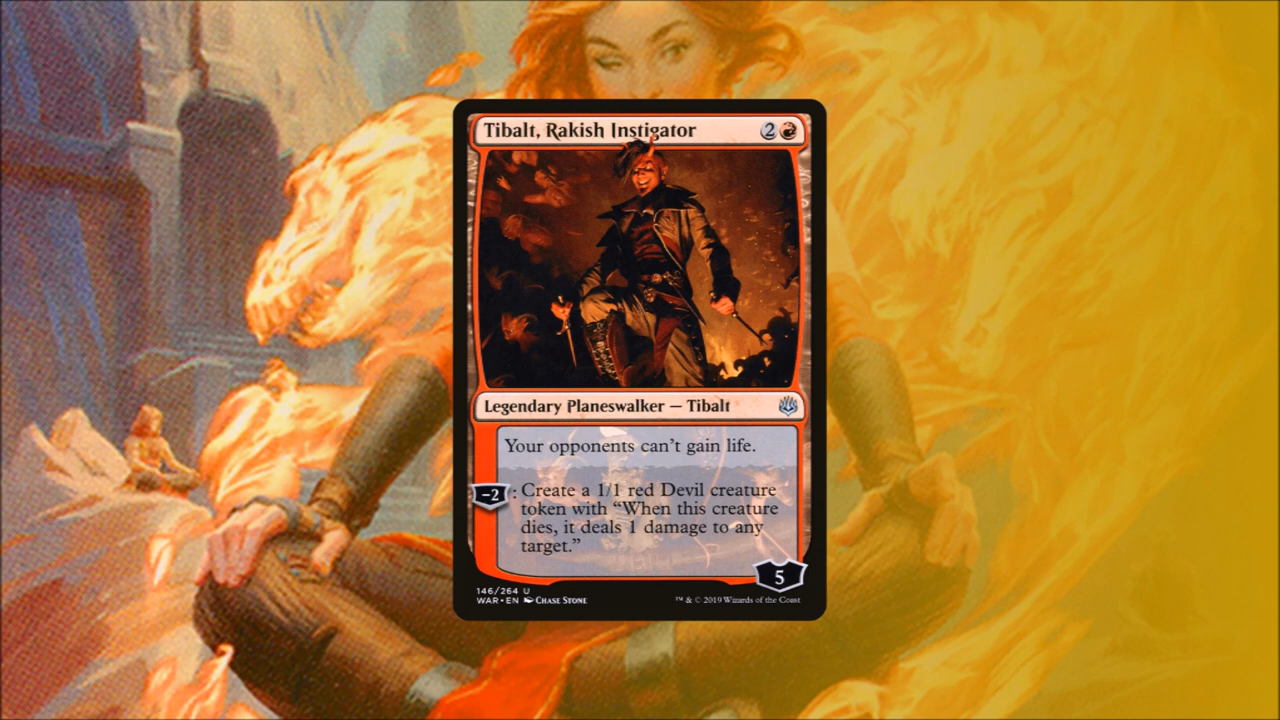 Tibalt, Rakish Instigator 2
Legendary Planeswalker — Tibalt
Your opponents can't gain life.
−2 : Create a 1/1 red Devil creature
token with “When this creature
dies, it deals 1 damage to any
target.”
5
146/264 U
WAR • EN Chase Stone
™ & © 2019 Wizards of the Coast